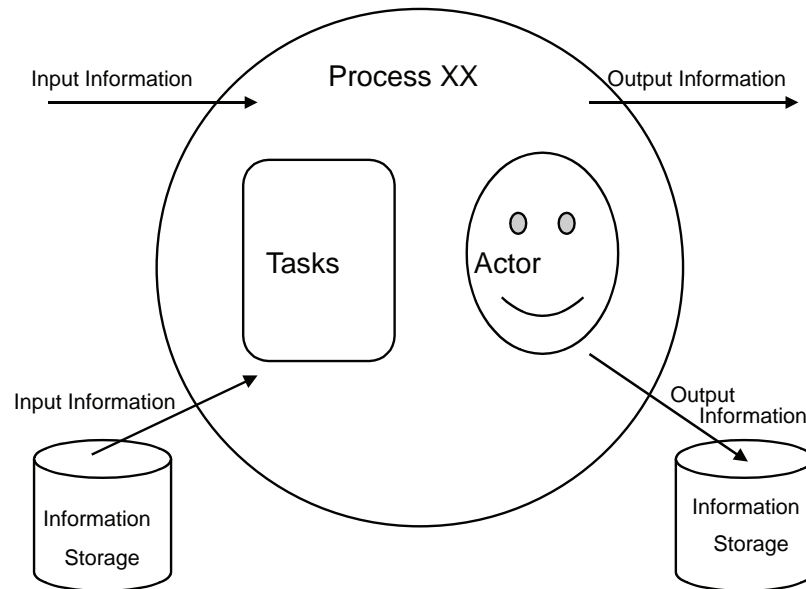 Input Information
Process XX
Output Information
Tasks
Actor
Input Information
Output
Information
Information
Storage
Information
Storage